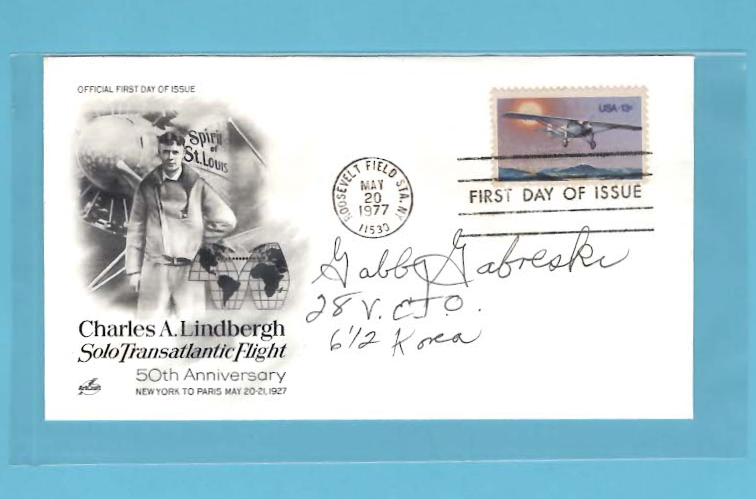 OFFICIAL FIRST DAY OF ISSUE
Spirit
of
St. Louis
USA 13c
ROOSEVELT FIELD STA. NY
MAY
20
1977
11530
FIRST DAY OF ISSUE
Gabby Gabreski
28 V. E.T.O.
6 1/2 Korea
Charles A. Lindbergh
Solo Transatlantic Flight
50th Anniversary
NEW YORK TO PARIS MAY 20-21, 1927
ArtCraft